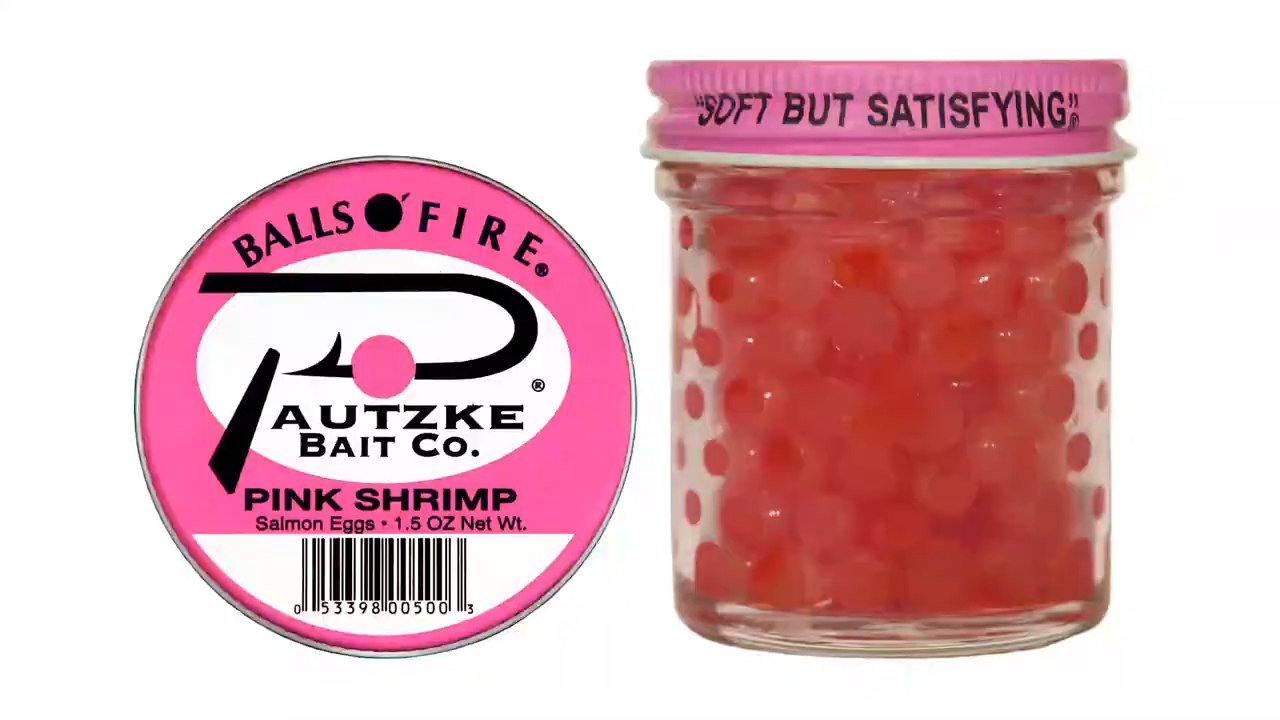 BALLS O' FIRE®
PAUTZKE®
BAIT CO.
PINK SHRIMP
Salmon Eggs • 1.5 OZ Net Wt.
0 53398 00500 3
"SOFT BUT SATISFYING"®